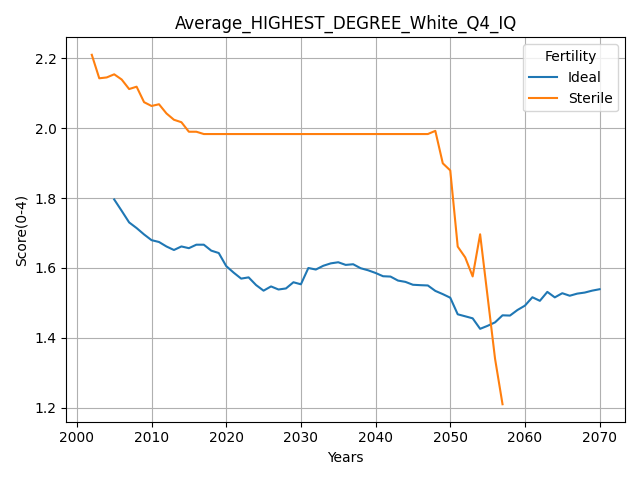 Average_HIGHEST_DEGREE_White_Q4_IQ
Fertility
Ideal
Sterile
Score(0-4)
2.2
2.0
1.8
1.6
1.4
1.2
2000 2010 2020 2030 2040 2050 2060 2070
Years